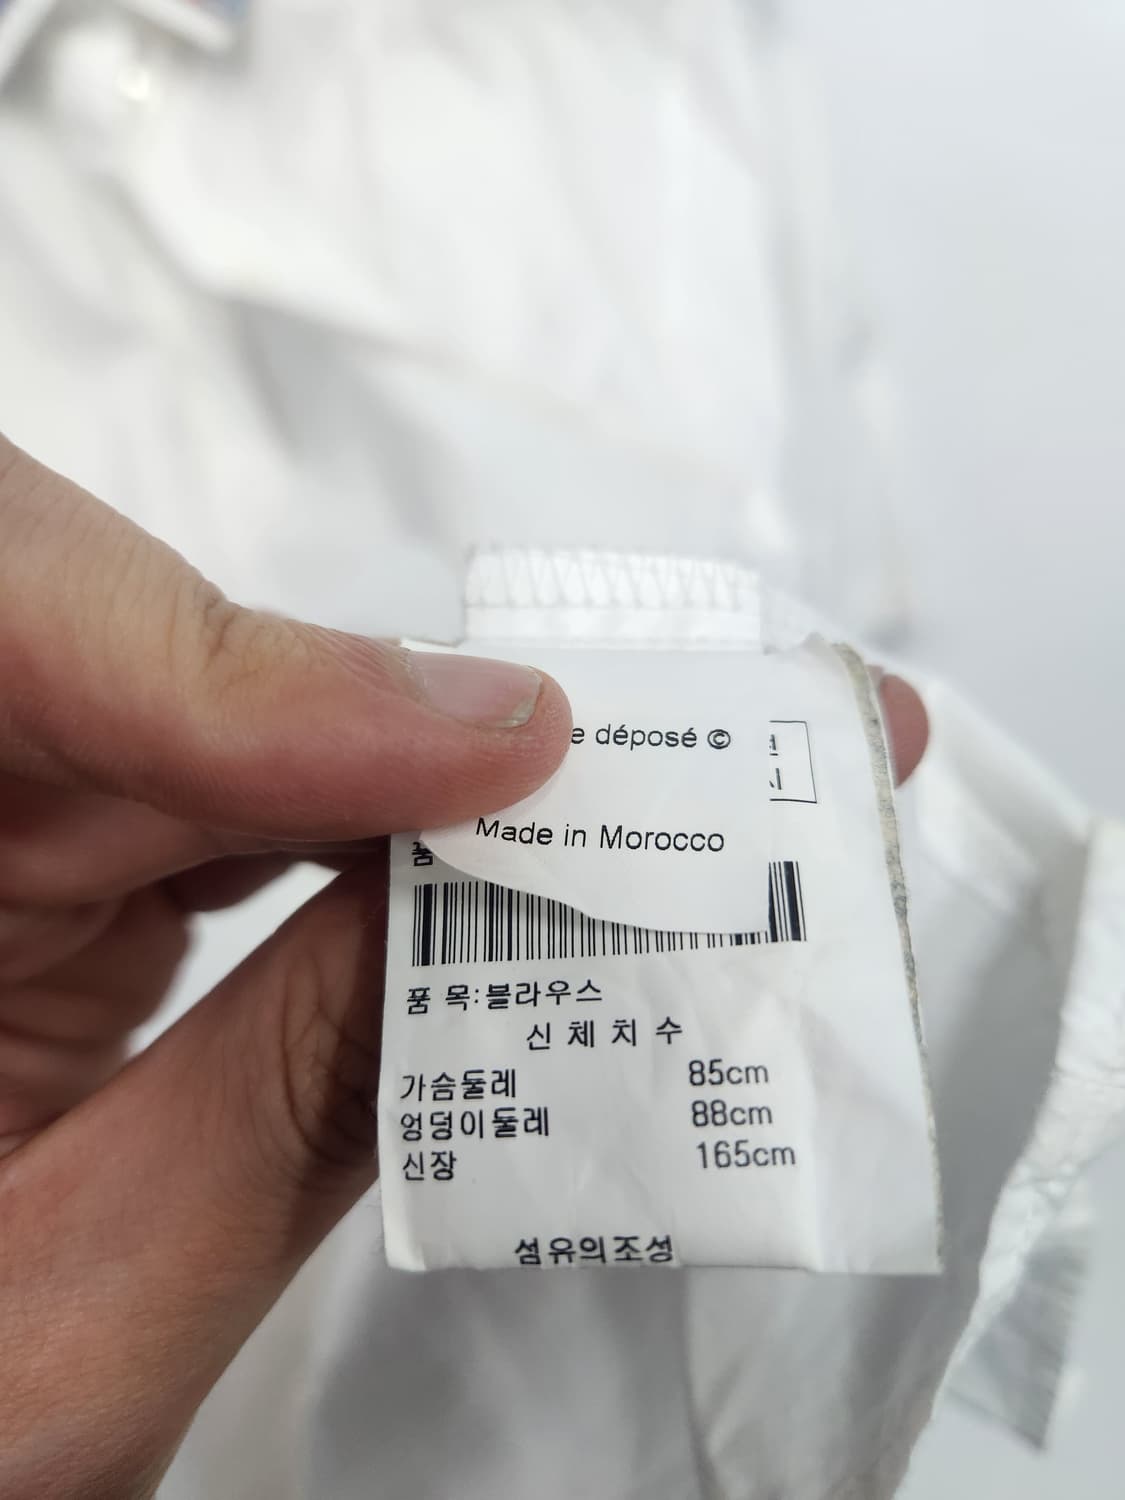 e déposé ©
Made in Morocco
품
품 목:블라우스
신 체 치 수
가슴둘레 85cm
엉덩이둘레 88cm
신장 165cm
섬유의조성